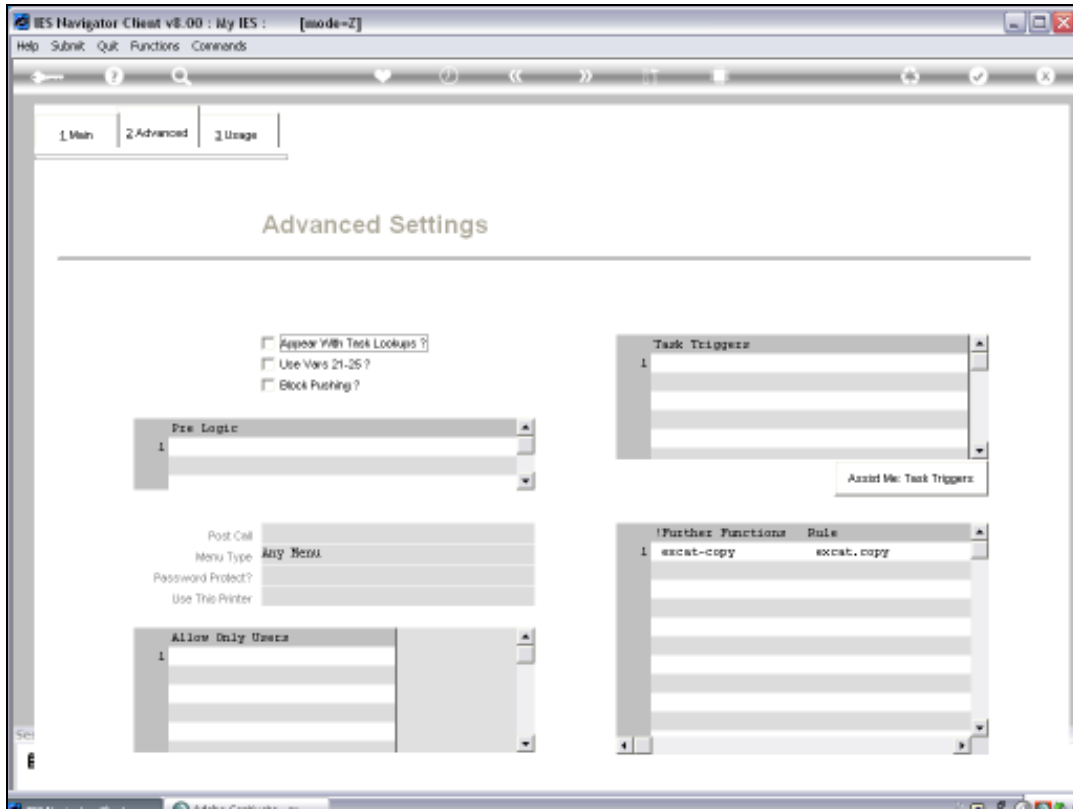 IES Navigator Client v8.00 : My IES : [mode=Z]
Help Submit Quit Functions Commands
1 Main 2 Advanced 3 Usage
Advanced Settings
Appear With Task Lookups ?
Use Vars 21-25 ?
Block Pushing ?
Task Triggers
1
Pre Logic
1
Assist Me: Task Triggers
Post Call
Menu Type Any Menu
Password Protect?
Use This Printer
!Further Functions Rule
1 excat-copy excat.copy
Allow Only Users
1